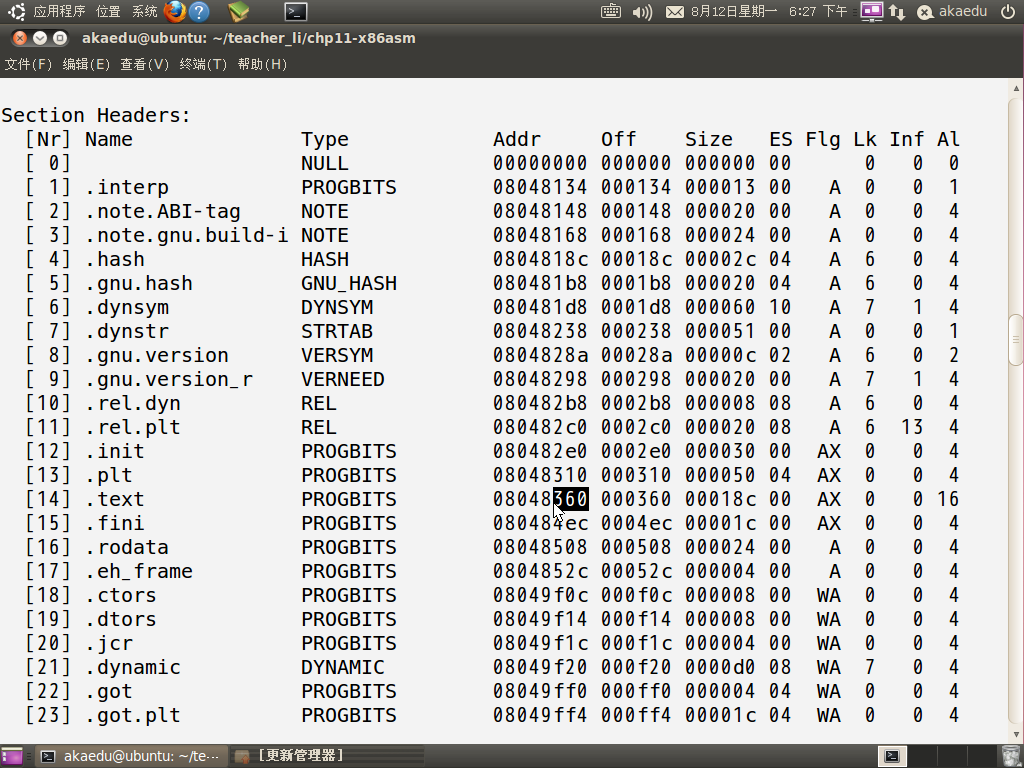 应用程序 位置 系统 8月12日星期一 6:27 下午 akaedu
akaedu@ubuntu: ~/teacher_li/chp11-x86asm
文件(F) 编辑(E) 查看(V) 终端(T) 帮助(H)
Section Headers:
[Nr] Name Type Addr Off Size ES Flg Lk Inf Al
[ 0] NULL 00000000 000000 000000 00 0 0 0
[ 1] .interp PROGBITS 08048134 000134 000013 00 A 0 0 1
[ 2] .note.ABI-tag NOTE 08048148 000148 000020 00 A 0 0 4
[ 3] .note.gnu.build-i NOTE 08048168 000168 000024 00 A 0 0 4
[ 4] .hash HASH 0804818c 00018c 00002c 04 A 6 0 4
[ 5] .gnu.hash GNU_HASH 080481b8 0001b8 000020 04 A 6 0 4
[ 6] .dynsym DYNSYM 080481d8 0001d8 000060 10 A 7 1 4
[ 7] .dynstr STRTAB 08048238 000238 000051 00 A 0 0 1
[ 8] .gnu.version VERSYM 0804828a 00028a 00000c 02 A 6 0 2
[ 9] .gnu.version_r VERNEED 08048298 000298 000020 00 A 7 1 4
[10] .rel.dyn REL 080482b8 0002b8 000008 08 A 6 0 4
[11] .rel.plt REL 080482c0 0002c0 000020 08 A 6 13 4
[12] .init PROGBITS 080482e0 0002e0 000030 00 AX 0 0 4
[13] .plt PROGBITS 08048310 000310 000050 04 AX 0 0 4
[14] .text PROGBITS 08048360 000360 00018c 00 AX 0 0 16
[15] .fini PROGBITS 080484ec 0004ec 00001c 00 AX 0 0 4
[16] .rodata PROGBITS 08048508 000508 000024 00 A 0 0 4
[17] .eh_frame PROGBITS 0804852c 00052c 000004 00 A 0 0 4
[18] .ctors PROGBITS 08049f0c 000f0c 000008 00 WA 0 0 4
[19] .dtors PROGBITS 08049f14 000f14 000008 00 WA 0 0 4
[20] .jcr PROGBITS 08049f1c 000f1c 000004 00 WA 0 0 4
[21] .dynamic DYNAMIC 08049f20 000f20 0000d0 08 WA 7 0 4
[22] .got PROGBITS 08049ff0 000ff0 000004 04 WA 0 0 4
[23] .got.plt PROGBITS 08049ff4 000ff4 00001c 04 WA 0 0 4
akaedu@ubuntu: ~/te··· [更新管理器]